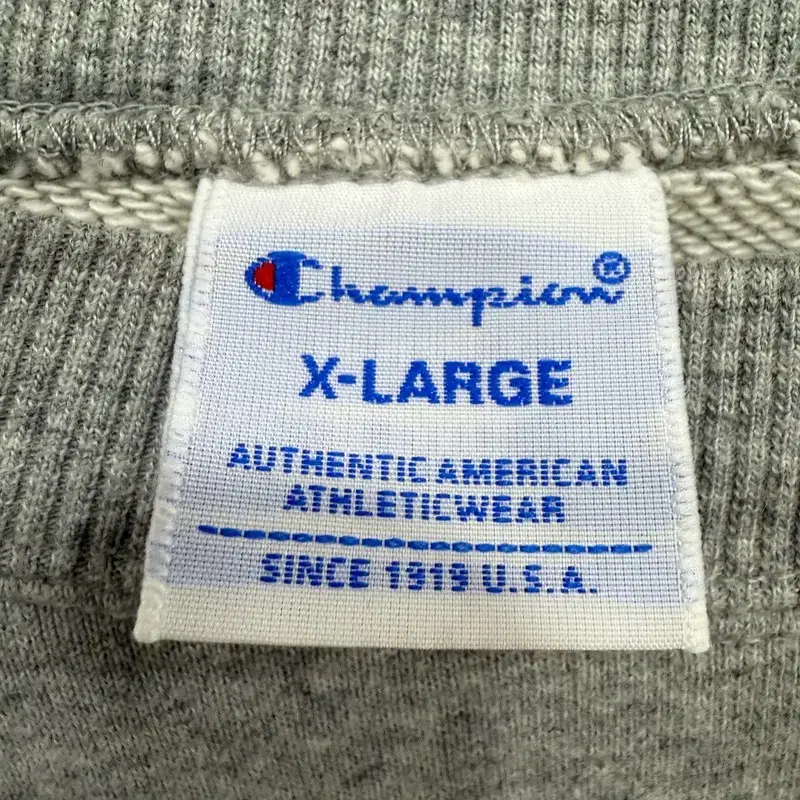 Champion®
X-LARGE
AUTHENTIC AMERICAN
ATHLETICWEAR
SINCE 1919 U.S.A.